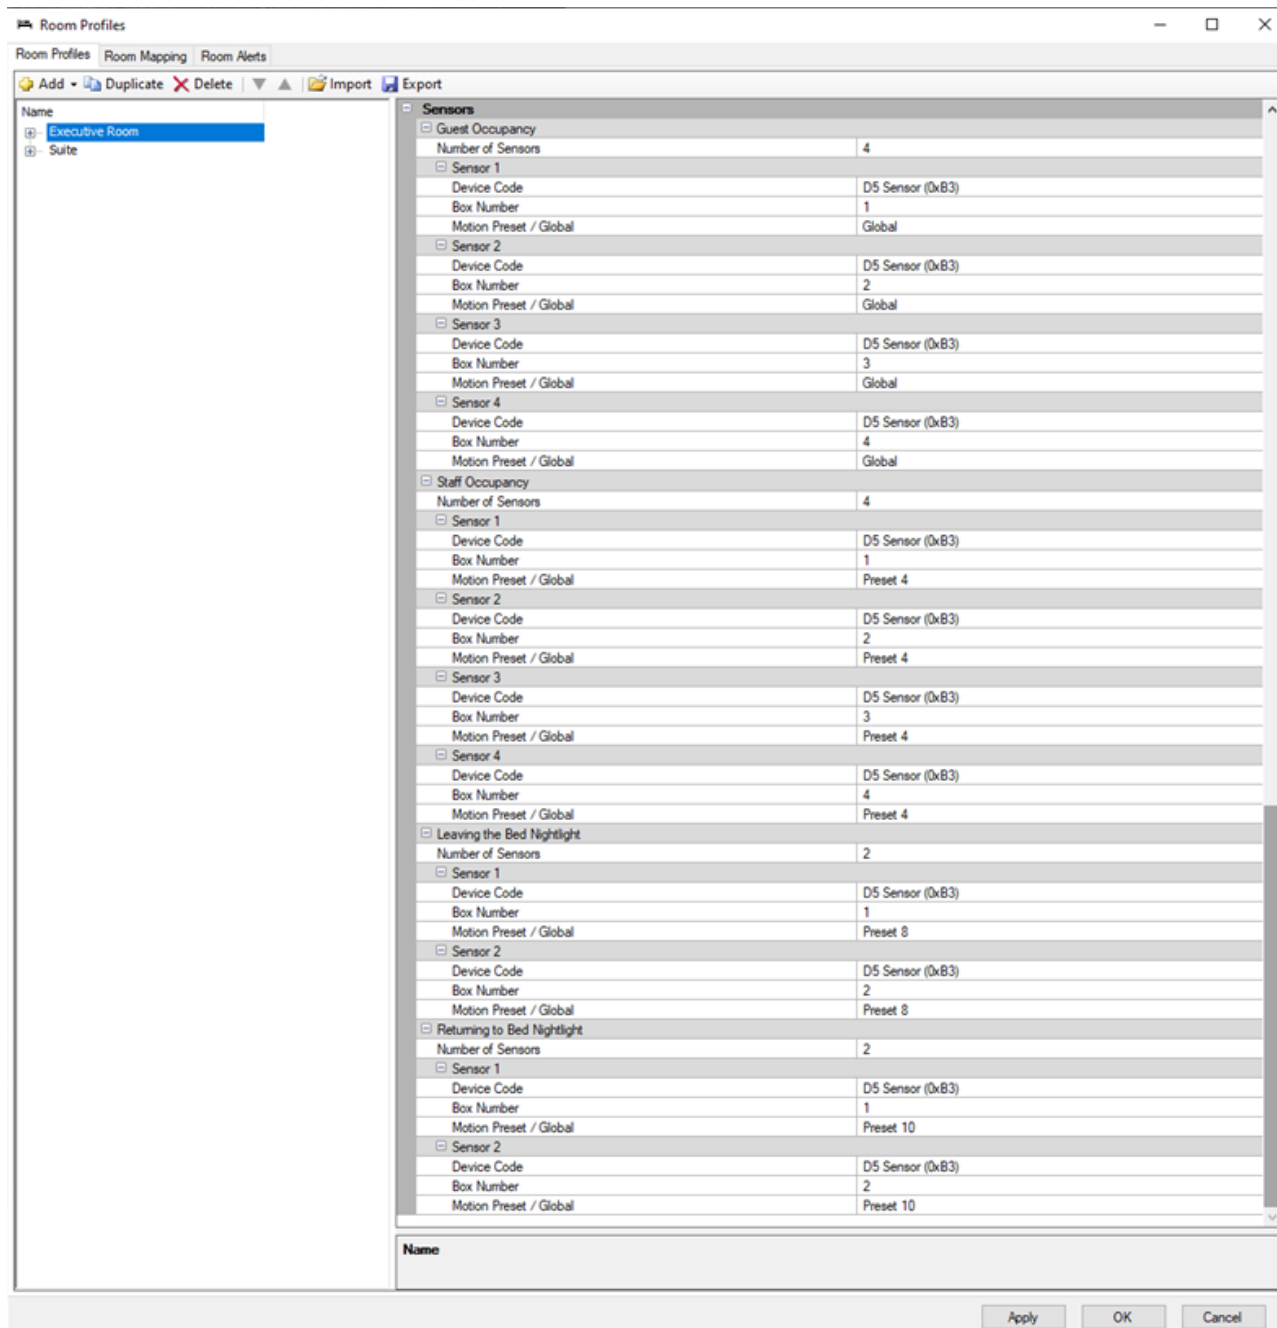 Room Profiles
Room Profiles Room Mapping Room Alerts
Add Duplicate Delete Import Export
Name
Executive Room
Suite
Sensors
Guest Occupancy
Number of Sensors 4
Sensor 1
Device Code D5 Sensor (0xB3)
Box Number 1
Motion Preset / Global Global
Sensor 2
Device Code D5 Sensor (0xB3)
Box Number 2
Motion Preset / Global Global
Sensor 3
Device Code D5 Sensor (0xB3)
Box Number 3
Motion Preset / Global Global
Sensor 4
Device Code D5 Sensor (0xB3)
Box Number 4
Motion Preset / Global Global
Staff Occupancy
Number of Sensors 4
Sensor 1
Device Code D5 Sensor (0xB3)
Box Number 1
Motion Preset / Global Preset 4
Sensor 2
Device Code D5 Sensor (0xB3)
Box Number 2
Motion Preset / Global Preset 4
Sensor 3
Device Code D5 Sensor (0xB3)
Box Number 3
Motion Preset / Global Preset 4
Sensor 4
Device Code D5 Sensor (0xB3)
Box Number 4
Motion Preset / Global Preset 4
Leaving the Bed Nightlight
Number of Sensors 2
Sensor 1
Device Code D5 Sensor (0xB3)
Box Number 1
Motion Preset / Global Preset 8
Sensor 2
Device Code D5 Sensor (0xB3)
Box Number 2
Motion Preset / Global Preset 8
Returning to Bed Nightlight
Number of Sensors 2
Sensor 1
Device Code D5 Sensor (0xB3)
Box Number 1
Motion Preset / Global Preset 10
Sensor 2
Device Code D5 Sensor (0xB3)
Box Number 2
Motion Preset / Global Preset 10
Name
Apply OK Cancel